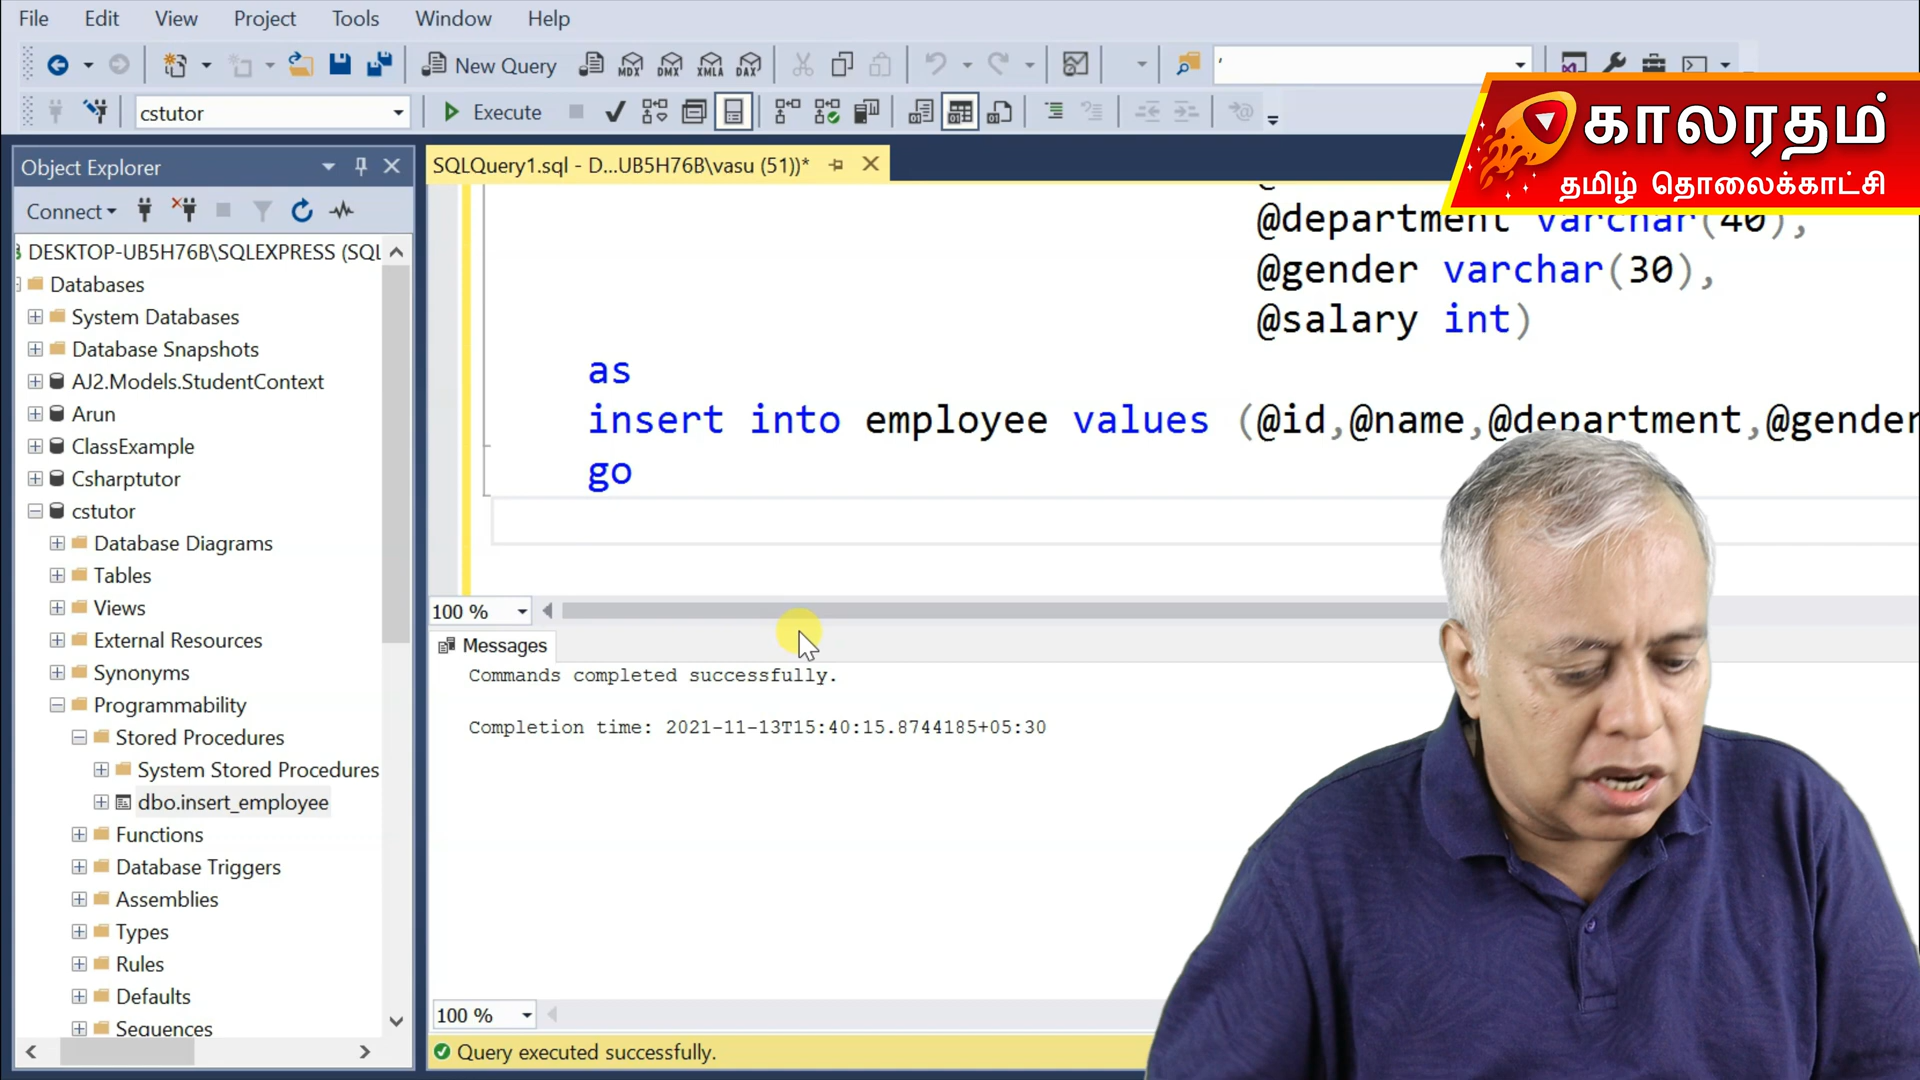 File Edit View Project Tools Window Help
New Query MDX DMX XMLA DAX
cstutor Execute
காலரதம்
தமிழ் தொலைக்காட்சி
Object Explorer
SQLQuery1.sql - D...UB5H76B\vasu (51))*
Connect
DESKTOP-UB5H76B\SQLEXPRESS (SQL
Databases
System Databases
Database Snapshots
AJ2.Models.StudentContext
Arun
ClassExample
Csharptutor
cstutor
Database Diagrams
Tables
Views
External Resources
Synonyms
Programmability
Stored Procedures
System Stored Procedures
dbo.insert_employee
Functions
Database Triggers
Assemblies
Types
Rules
Defaults
Sequences
@department varchar(40),
@gender varchar(30),
@salary int)
as
insert into employee values (@id,@name,@department,@gender
go
100 %
Messages
Commands completed successfully.
Completion time: 2021-11-13T15:40:15.8744185+05:30
100 %
Query executed successfully.